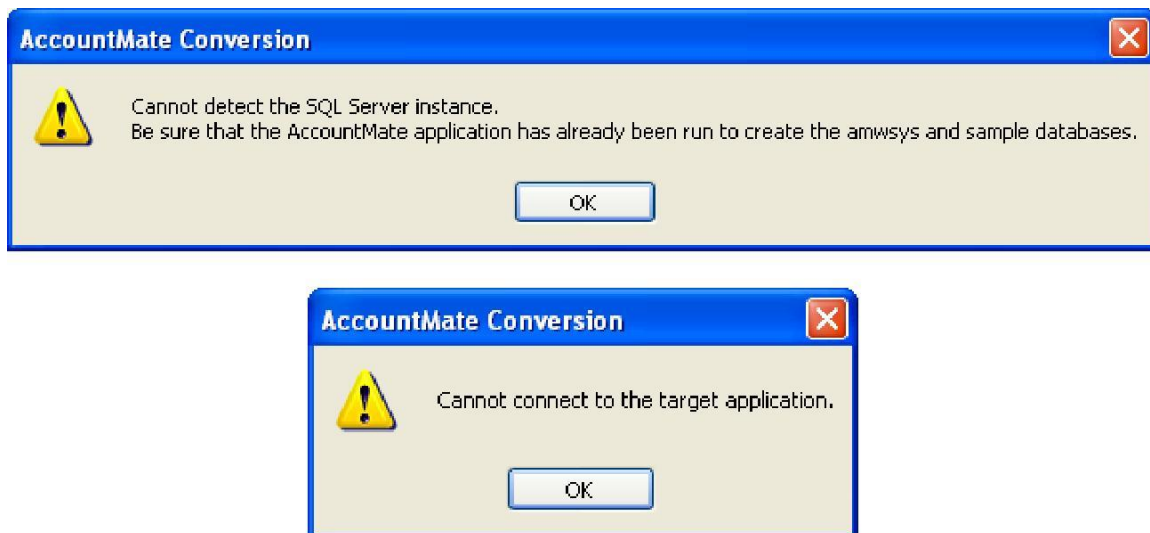 AccountMate Conversion
Cannot detect the SQL Server instance.
Be sure that the AccountMate application has already been run to create the amwsys and sample databases.
OK
AccountMate Conversion
Cannot connect to the target application.
OK